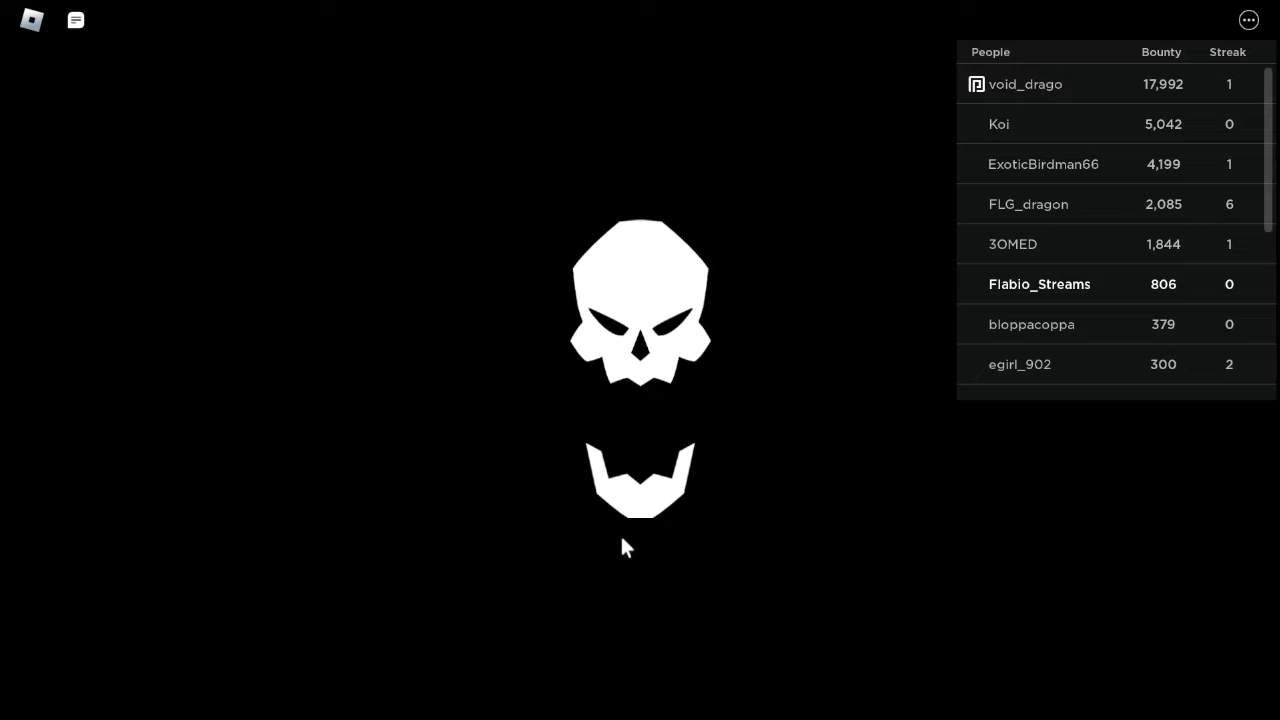 People Bounty Streak
void_drago 17,992 1
Koi 5,042 0
ExoticBirdman66 4,199 1
FLG_dragon 2,085 6
3OMED 1,844 1
Flabio_Streams 806 0
bloppacoppa 379 0
egirl_902 300 2